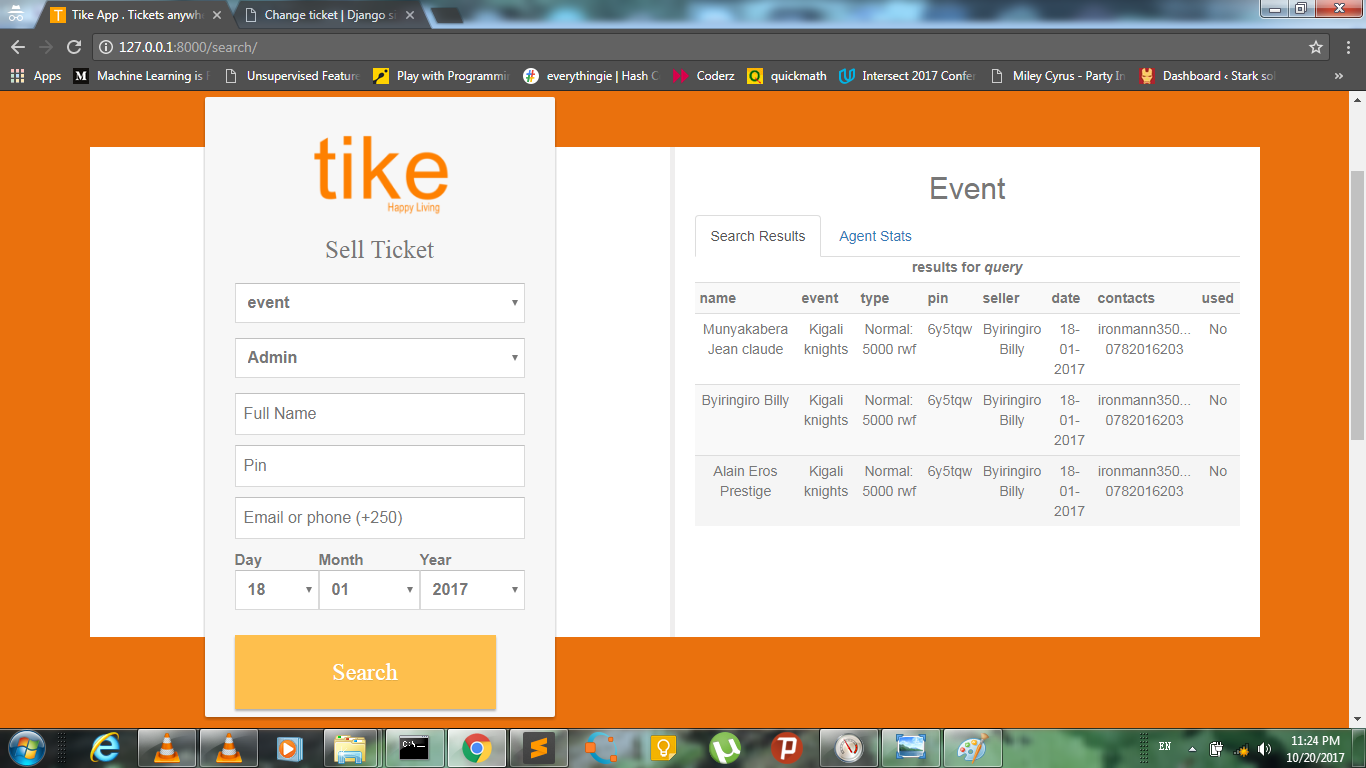 Tike App . Tickets anywhe
Change ticket | Django si
127.0.0.1:8000/search/
Apps
Machine Learning is F
Unsupervised Feature
Play with Programmin
everythingie | Hash C
Coderz
quickmath
Intersect 2017 Confer
Miley Cyrus - Party In
Dashboard ‹ Stark sol
»
tike
Happy Living
Sell Ticket
event
Admin
Full Name
Pin
Email or phone (+250)
Day Month Year
18 01 2017
Search
Event
Search Results Agent Stats
results for query
name event type pin seller date contacts used
Munyakabera Kigali Normal: 6y5tqw Byiringiro 18- ironmann350... No
Jean claude knights 5000 rwf Billy 01- 0782016203
2017
Byiringiro Billy Kigali Normal: 6y5tqw Byiringiro 18- ironmann350... No
knights 5000 rwf Billy 01- 0782016203
2017
Alain Eros Kigali Normal: 6y5tqw Byiringiro 18- ironmann350... No
Prestige knights 5000 rwf Billy 01- 0782016203
2017
EN
11:24 PM
10/20/2017